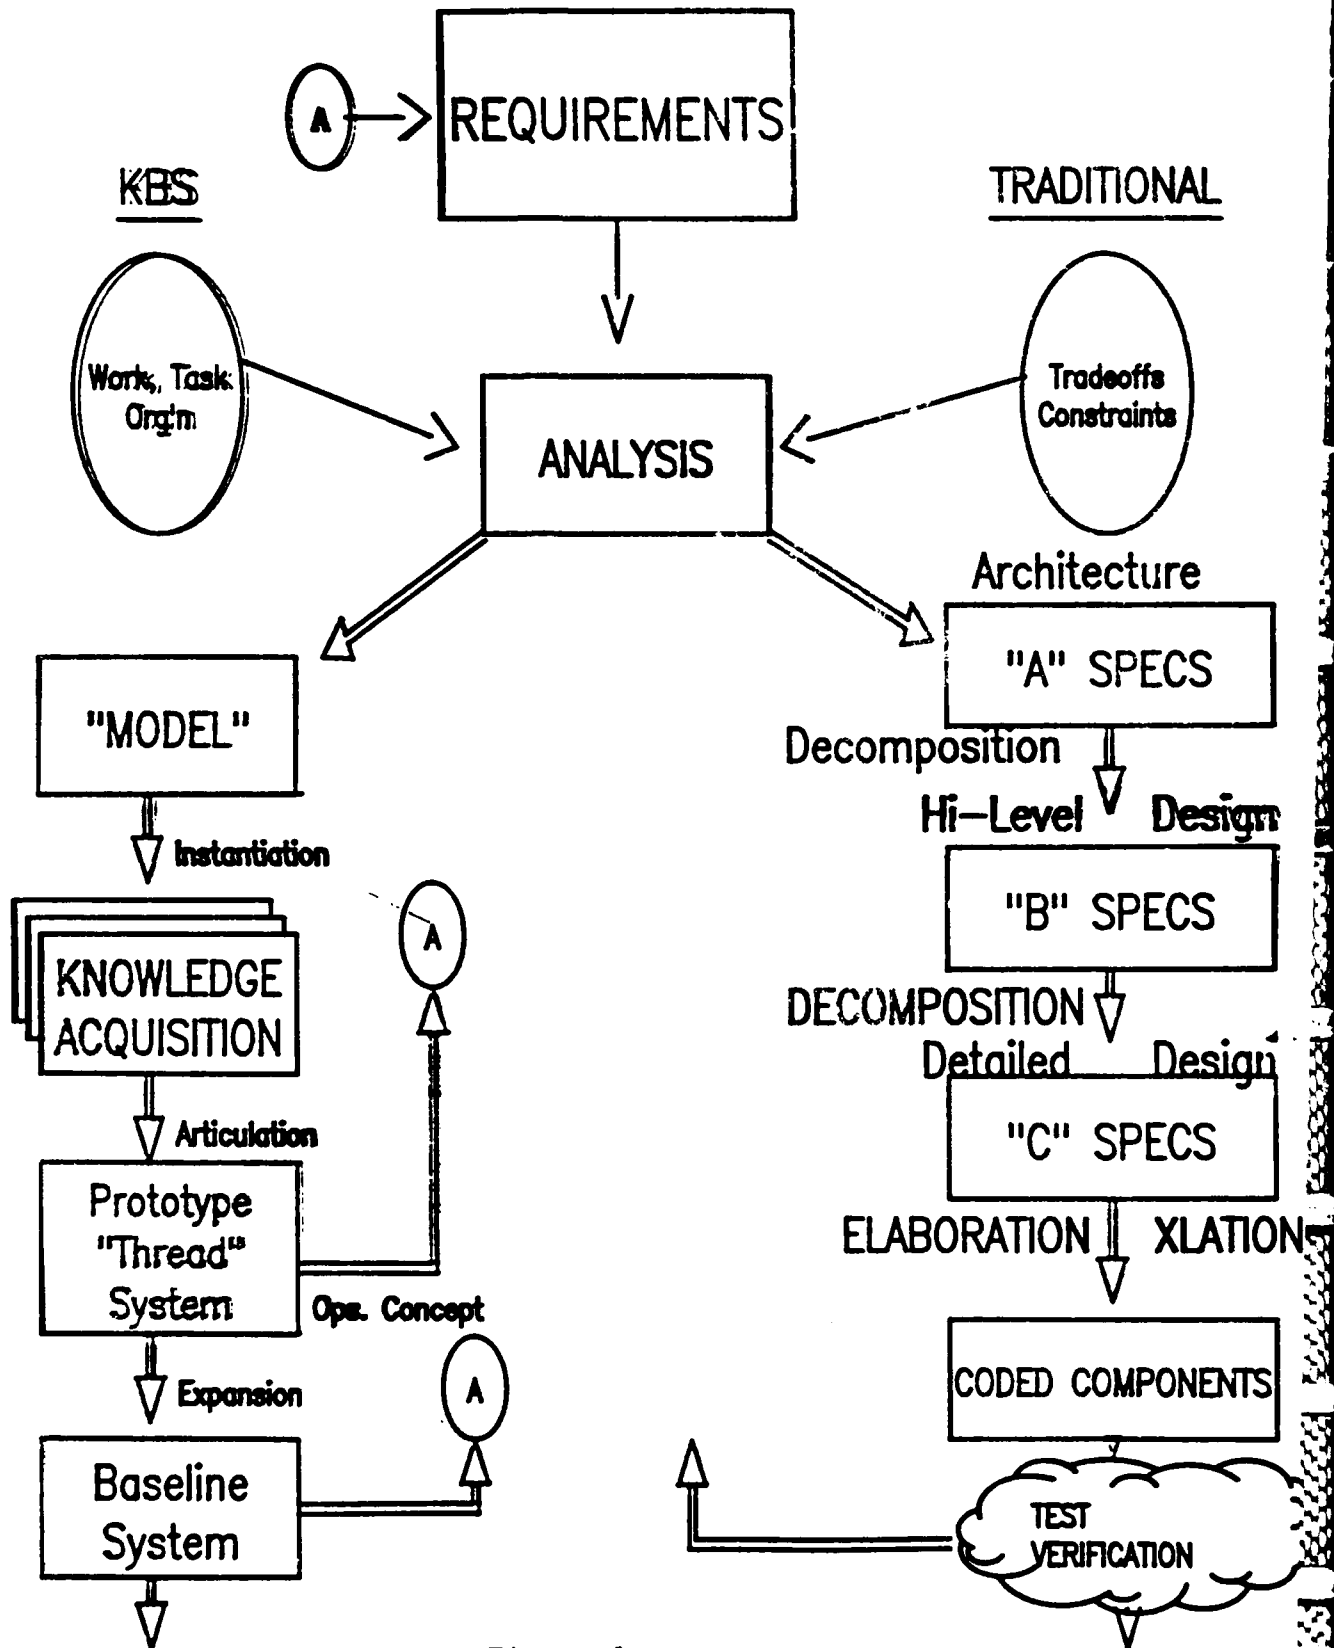 REQUIREMENTS
A
KBS
TRADITIONAL
Work, Task
Org'n
Tradeoffs
Constraints
ANALYSIS
Architecture
"A" SPECS
"MODEL"
Decomposition
Hi-Level Design
Instantiation
"B" SPECS
A
KNOWLEDGE
ACQUISITION
DECOMPOSITION
Detailed Design
Articulation
"C" SPECS
Prototype
"Thread"
System
ELABORATION XLATION
Ops. Concept
Expansion
A
CODED COMPONENTS
Baseline
System
TEST
VERIFICATION